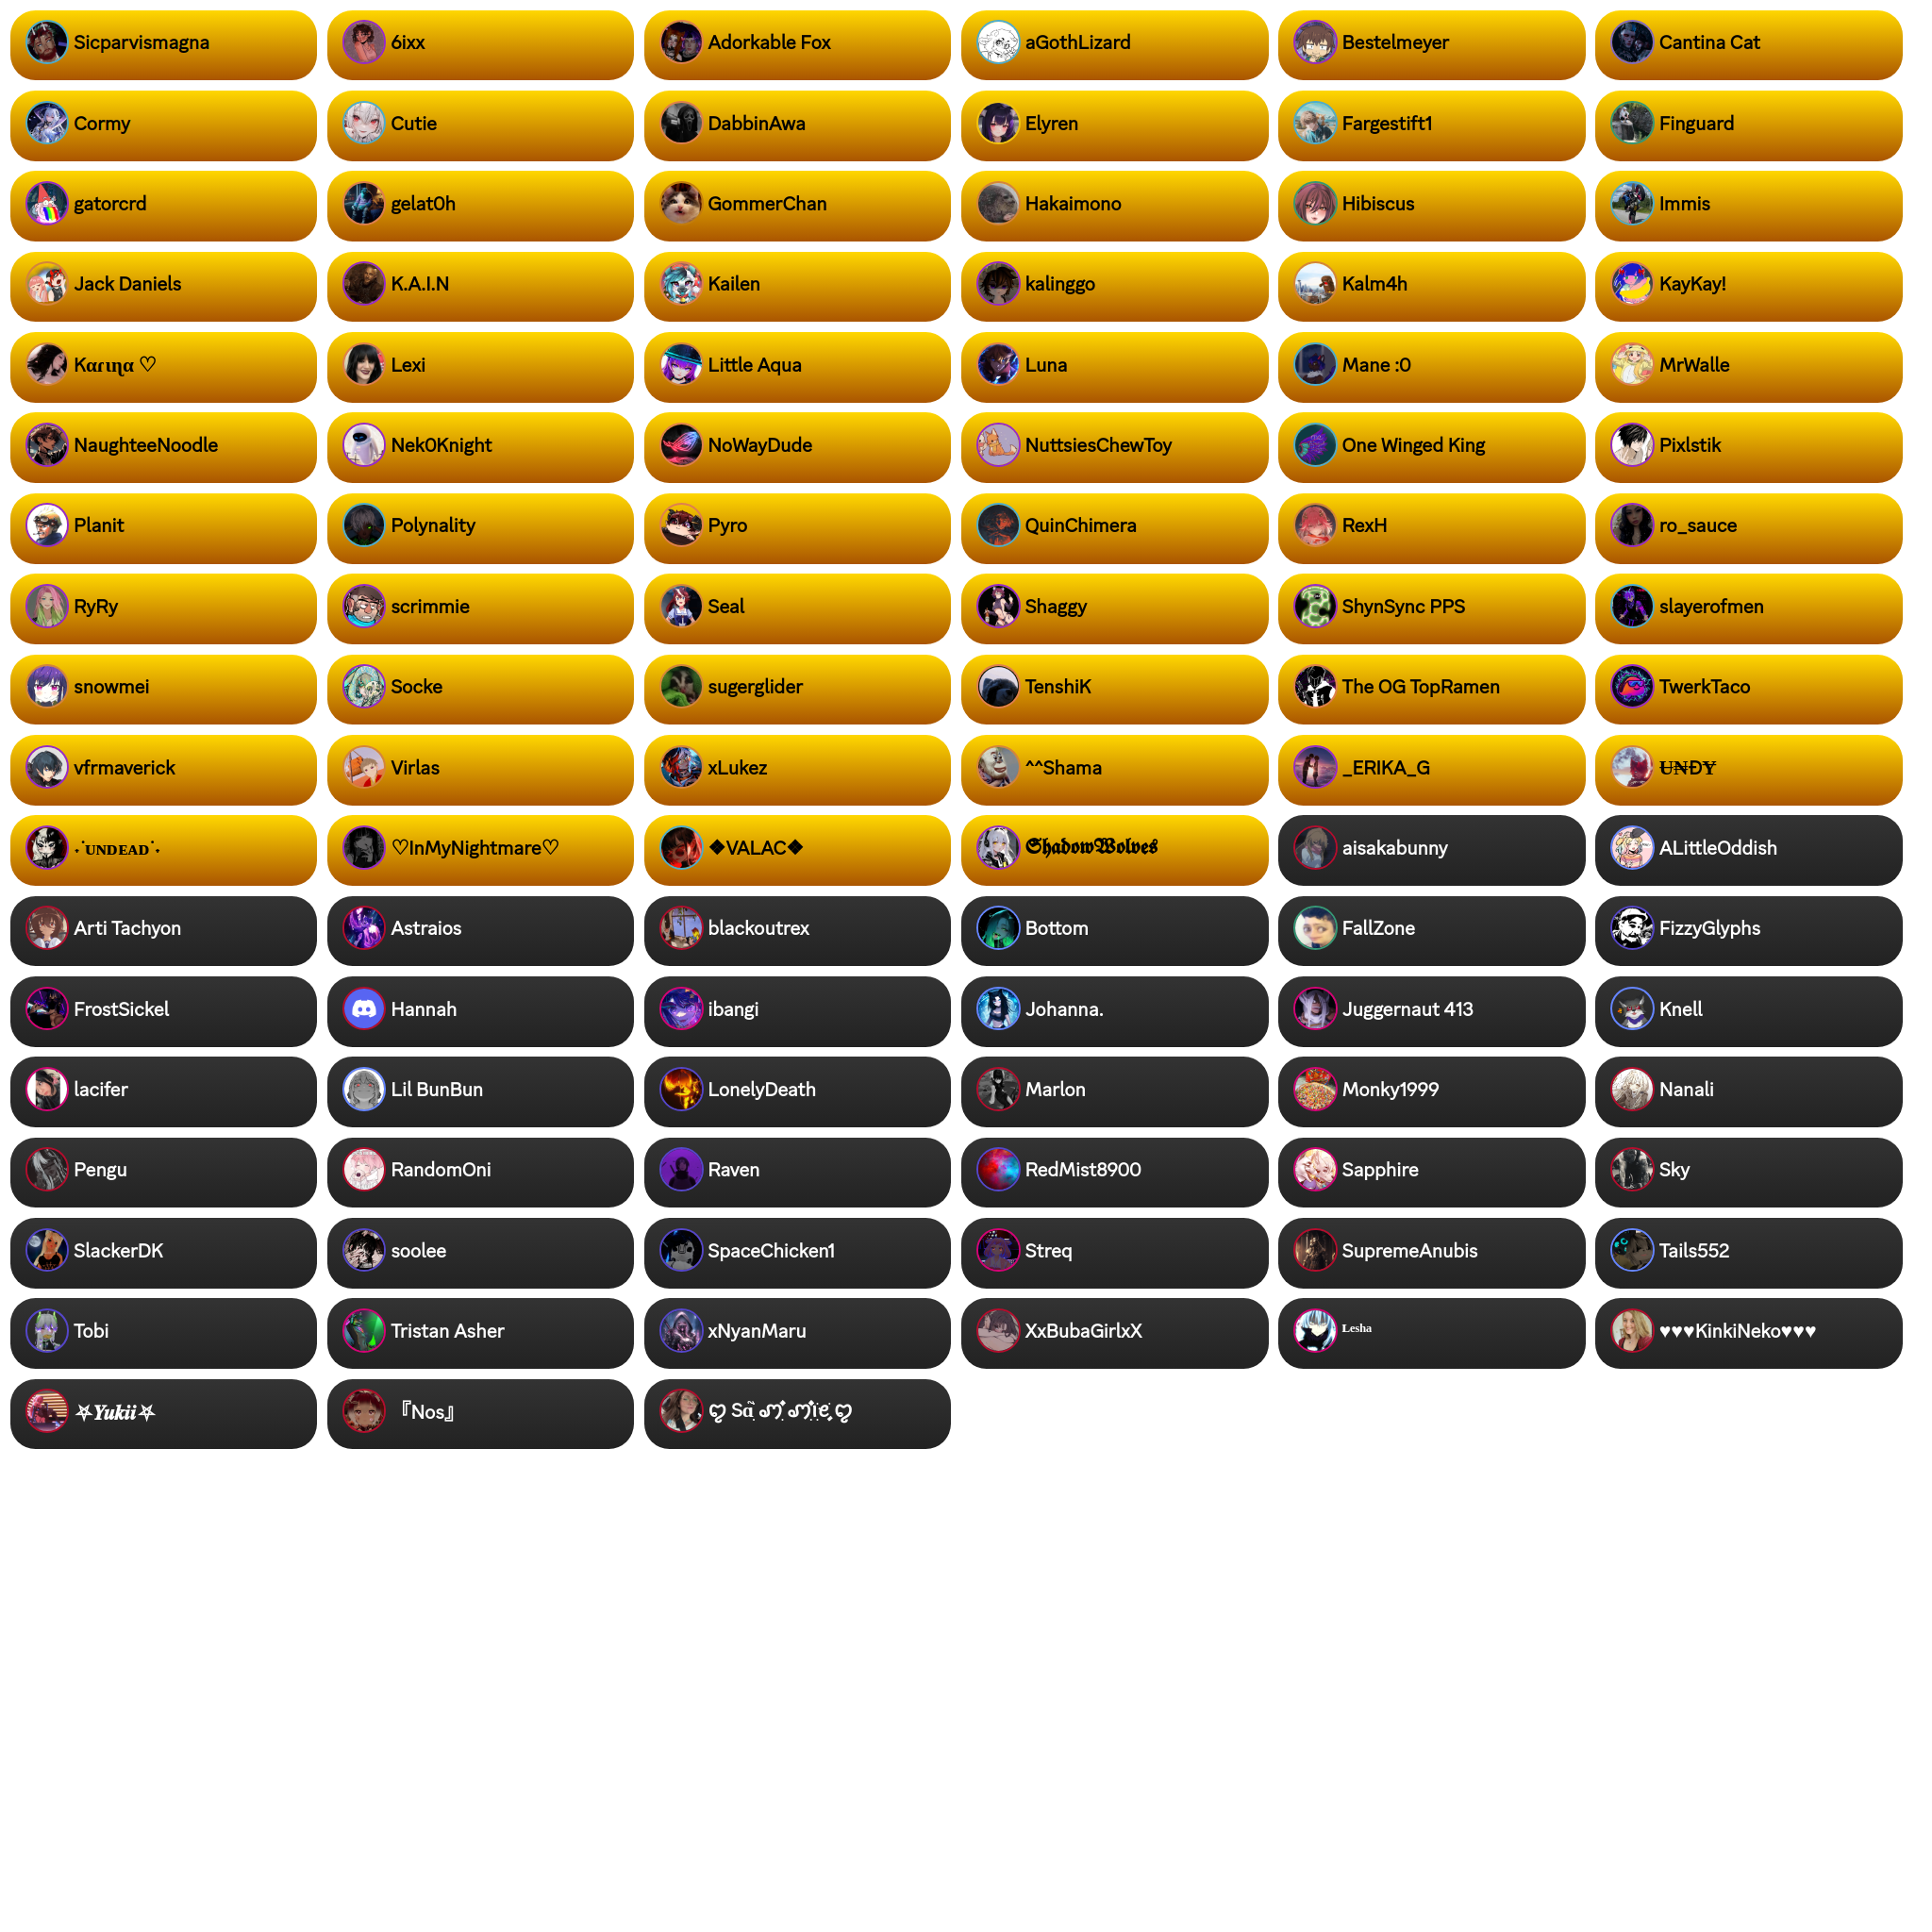 Sicparvismagna
6ixx
Adorkable Fox
aGothLizard
Bestelmeyer
Cantina Cat
Cormy
Cutie
DabbinAwa
Elyren
Fargestift1
Finguard
gatorcrd
gelat0h
GommerChan
Hakaimono
Hibiscus
Immis
Jack Daniels
K.A.I.N
Kailen
kalinggo
Kalm4h
KayKay!
Kαɾιɳα ♡
Lexi
Little Aqua
Luna
Mane :0
MrWalle
NaughteeNoodle
Nek0Knight
NoWayDude
NuttsiesChewToy
One Winged King
Pixlstik
Planit
Polynality
Pyro
QuinChimera
RexH
ro_sauce
RyRy
scrimmie
Seal
Shaggy
ShynSync PPS
slayerofmen
snowmei
Socke
sugerglider
TenshiK
The OG TopRamen
TwerkTaco
vfrmaverick
Virlas
xLukez
^^Shama
_ERIKA_G
U̶N̶D̶Y̶
˖˙ᴜɴᴅᴇᴀᴅ˙˖
♡InMyNightmare♡
❖VALAC❖
𝕾𝖍𝖆𝖉𝖔𝖜𝖂𝖔𝖑𝖛𝖊𝖘
aisakabunny
ALittleOddish
Arti Tachyon
Astraios
blackoutrex
Bottom
FallZone
FizzyGlyphs
FrostSickel
Hannah
ibangi
Johanna.
Juggernaut 413
Knell
lacifer
Lil BunBun
LonelyDeath
Marlon
Monky1999
Nanali
Pengu
RandomOni
Raven
RedMist8900
Sapphire
Sky
SlackerDK
soolee
SpaceChicken1
Streq
SupremeAnubis
Tails552
Tobi
Tristan Asher
xNyanMaru
XxBubaGirlxX
ᴸᵉˢʰᵃ
♥♥♥KinkiNeko♥♥♥
⛧𝒀𝒖𝒌𝒊𝒊⛧
『Nos』